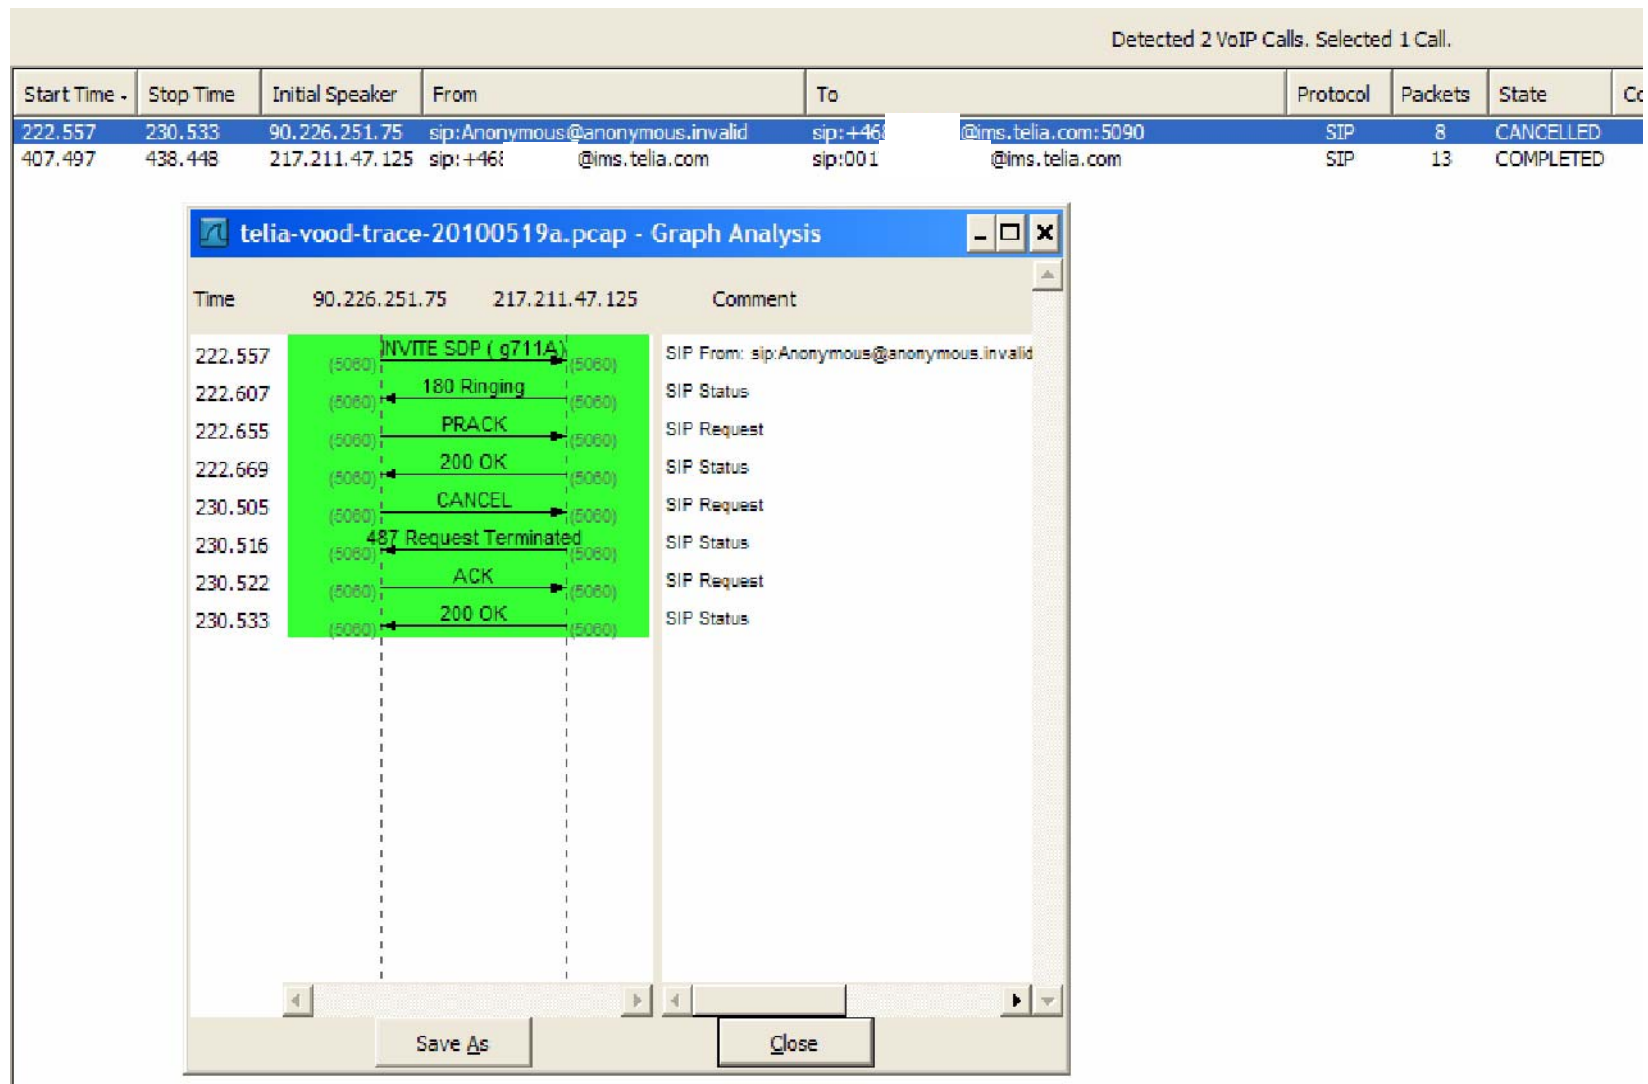 Detected 2 VoIP Calls. Selected 1 Call.
Start Time Stop Time Initial Speaker From To Protocol Packets State Co
222.557 230.533 90.226.251.75 sip:Anonymous@anonymous.invalid sip:+468 @ims.telia.com:5090 SIP 8 CANCELLED
407.497 438.448 217.211.47.125 sip:+468 @ims.telia.com sip:001 @ims.telia.com SIP 13 COMPLETED
telia-vood-trace-20100519a.pcap - Graph Analysis
Time 90.226.251.75 217.211.47.125 Comment
222.557 (5060) INVITE SDP ( g711A) (5060) SIP From: sip:Anonymous@anonymous.invalid
222.607 (5060) 180 Ringing (5060) SIP Status
222.655 (5060) PRACK (5060) SIP Request
222.669 (5060) 200 OK (5060) SIP Status
230.505 (5060) CANCEL (5060) SIP Request
230.516 (5060) 487 Request Terminated (5060) SIP Status
230.522 (5060) ACK (5060) SIP Request
230.533 (5060) 200 OK (5060) SIP Status
Save As Close